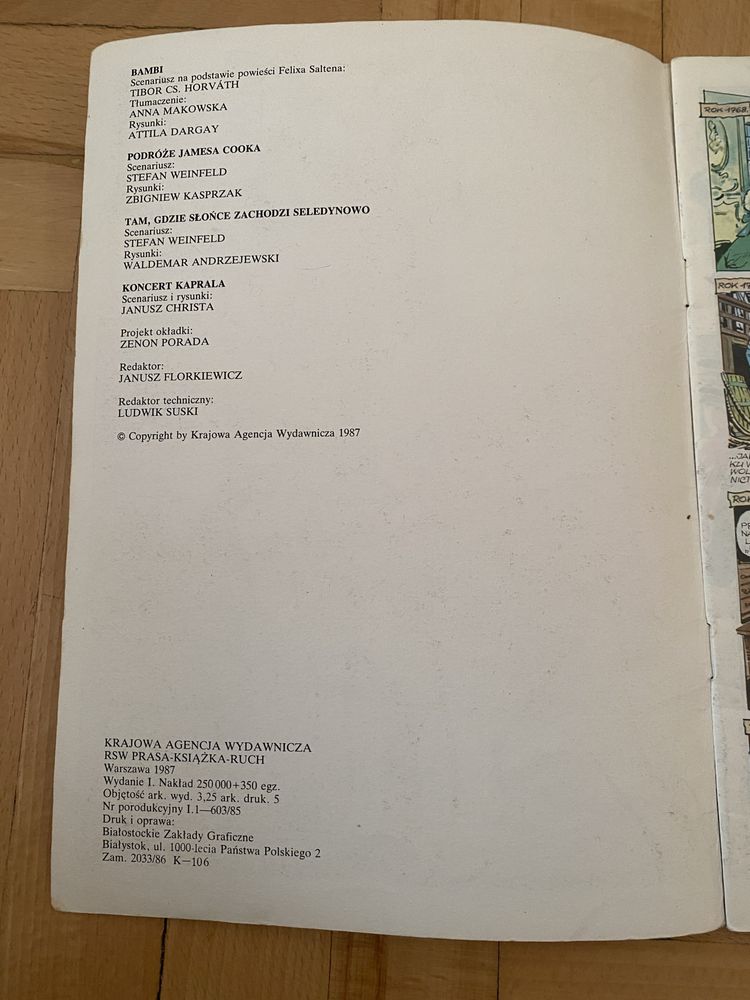 BAMBI
Scenariusz na podstawie powieści Felixa Saltena:
TIBOR CS. HORVÁTH
Tłumaczenie:
ANNA MAKOWSKA
Rysunki:
ATTILA DARGAY
PODRÓŻE JAMESA COOKA
Scenariusz:
STEFAN WEINFELD
Rysunki:
ZBIGNIEW KASPRZAK
TAM, GDZIE SŁOŃCE ZACHODZI SELEDYNOWO
Scenariusz:
STEFAN WEINFELD
Rysunki:
WALDEMAR ANDRZEJEWSKI
KONCERT KAPRALA
Scenariusz i rysunki:
JANUSZ CHRISTA
Projekt okładki:
ZENON PORADA
Redaktor:
JANUSZ FLORKIEWICZ
Redaktor techniczny:
LUDWIK SUSKI
© Copyright by Krajowa Agencja Wydawnicza 1987
KRAJOWA AGENCJA WYDAWNICZA
RSW PRASA-KSIĄŻKA-RUCH
Warszawa 1987
Wydanie I. Nakład 250 000+350 egz.
Objętość ark. wyd. 3,25 ark. druk. 5
Nr porodukcyjny I.1—603/85
Druk i oprawa:
Białostockie Zakłady Graficzne
Białystok, ul. 1000-lecia Państwa Polskiego 2
Zam. 2033/86 K—106
ROK 1768.
ROK